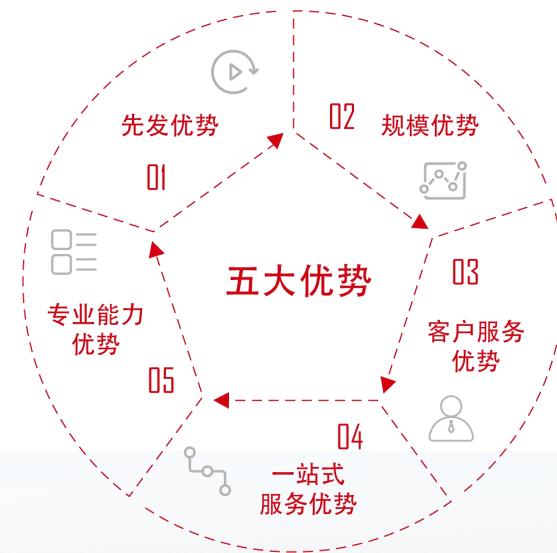 五大优势
01
先发优势
02
规模优势
03
客户服务
优势
04
一站式
服务优势
05
专业能力
优势